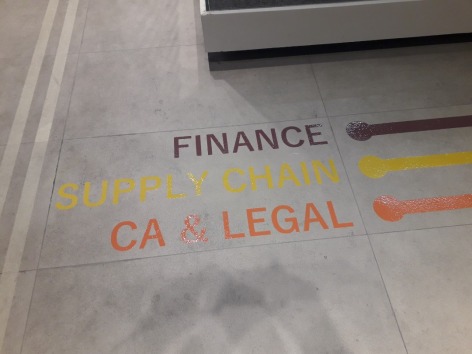 FINANCE
SUPPLY CHAIN
CA & LEGAL